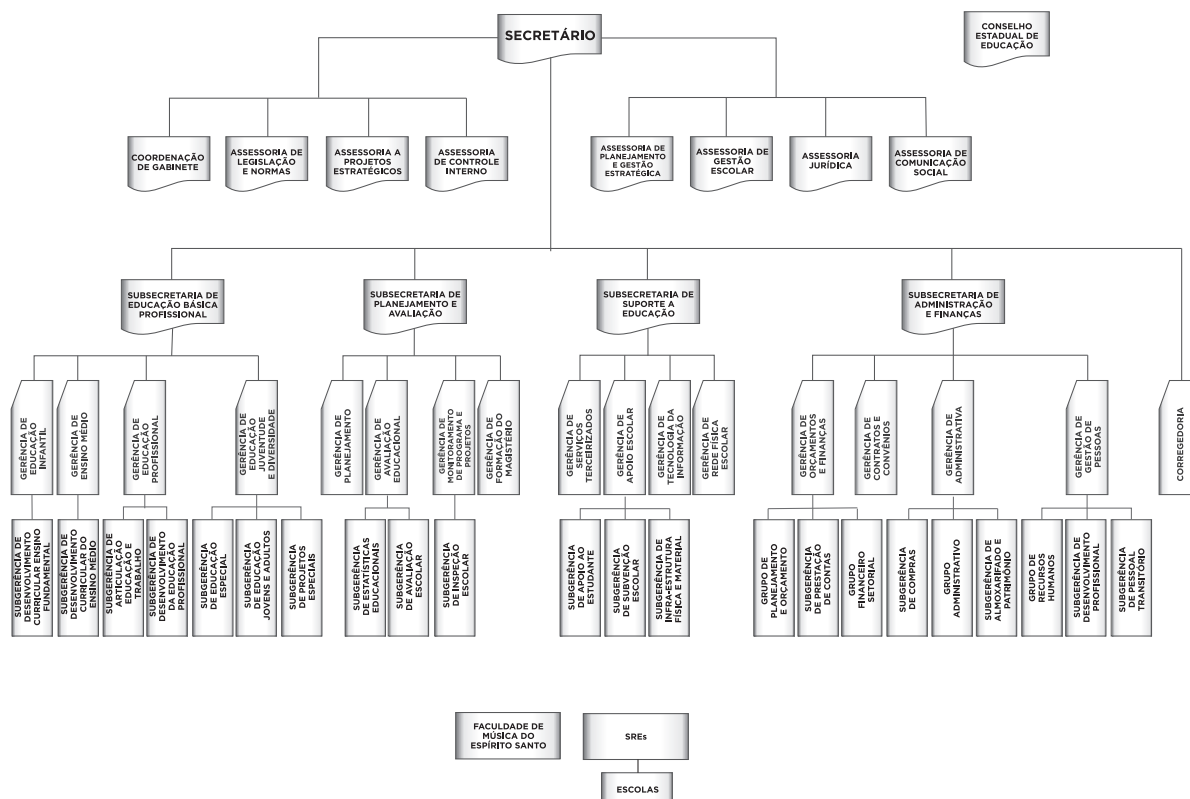 SECRETÁRIO
CONSELHO
ESTADUAL DE
EDUCAÇÃO
COORDENAÇÃO
DE GABINETE
ASSESSORIA DE
LEGISLAÇÃO
E NORMAS
ASSESSORIA A
PROJETOS
ESTRATÉGICOS
ASSESSORIA
DE CONTROLE
INTERNO
ASSESSORIA DE
PLANEJAMENTO
E GESTÃO
ESTRATÉGICA
ASSESSORIA DE
GESTÃO
ESCOLAR
ASSESSORIA
JURÍDICA
ASSESSORIA DE
COMUNICAÇÃO
SOCIAL
SUBSECRETARIA DE
EDUCAÇÃO BÁSICA
PROFISSIONAL
SUBSECRETARIA DE
PLANEJAMENTO E
AVALIAÇÃO
SUBSECRETARIA DE
SUPORTE A
EDUCAÇÃO
SUBSECRETARIA DE
ADMINISTRAÇÃO
E FINANÇAS
GERÊNCIA DE
EDUCAÇÃO
INFANTIL
GERÊNCIA DE
ENSINO MÉDIO
GERÊNCIA DE
EDUCAÇÃO
PROFISSIONAL
GERÊNCIA DE
EDUCAÇÃO
JUVENTUDE
E DIVERSIDADE
GERÊNCIA DE
PLANEJAMENTO
GERÊNCIA DE
AVALIAÇÃO
EDUCACIONAL
GERÊNCIA DE
MONITORAMENTO
DE PROGRAMA E
PROJETOS
GERÊNCIA DE
FORMAÇÃO DO
MAGISTÉRIO
GERÊNCIA DE
SERVIÇOS
TERCEIRIZADOS
GERÊNCIA DE
APOIO ESCOLAR
GERÊNCIA DE
TECNOLOGIA DA
INFORMAÇÃO
GERÊNCIA DE
REDE FÍSICA
ESCOLAR
GERÊNCIA DE
ORÇAMENTOS
E FINANÇAS
GERÊNCIA DE
CONTRATOS E
CONVÊNIOS
GERÊNCIA DE
ADMINISTRATIVA
GERÊNCIA DE
GESTÃO DE
PESSOAS
CORREGEDORIA
SUBGERÊNCIA DE
DESENVOLVIMENTO
CURRICULAR ENSINO
FUNDAMENTAL
SUBGERÊNCIA DE
DESENVOLVIMENTO
CURRICULAR DO
ENSINO MÉDIO
SUBGERÊNCIA DE
ARTICULAÇÃO
EDUCAÇÃO E
TRABALHO
SUBGERÊNCIA DE
DESENVOLVIMENTO
DA EDUCAÇÃO
PROFISSIONAL
SUBGERÊNCIA
DE EDUCAÇÃO
ESPECIAL
SUBGERÊNCIA
DE EDUCAÇÃO
JOVENS E ADULTOS
SUBGERÊNCIA
DE PROJETOS
ESPECIAIS
SUBGERÊNCIA
DE ESTATÍSTICAS
EDUCACIONAIS
SUBGERÊNCIA
DE AVALIAÇÃO
ESCOLAR
SUBGERÊNCIA
DE INSPEÇÃO
ESCOLAR
SUBGERÊNCIA
DE APOJO AO
ESTUDANTE
SUBGERÊNCIA
DE SUBVENÇÃO
ESCOLAR
SUBGERÊNCIA DE
INFRA-ESTRUTURA
FÍSICA E MATERIAL
GRUPO DE
PLANEJAMENTO
E ORÇAMENTO
SUBGERÊNCIA
DE PRESTAÇÃO
DE CONTAS
GRUPO
FINANCEIRO
SETORIAL
SUBGERÊNCIA
DE COMPRAS
GRUPO
ADMINISTRATIVO
SUBGERÊNCIA DE
ALMOXARIFADO E
PATRIMÔNIO
GRUPO DE
RECURSOS
HUMANOS
SUBGERÊNCIA DE
DESENVOLVIMENTO
PROFISSIONAL
SUBGERÊNCIA
DE PESSOAL
TRANSITÓRIO
FACULDADE DE
MÚSICA DO
ESPÍRITO SANTO
SREs
ESCOLAS